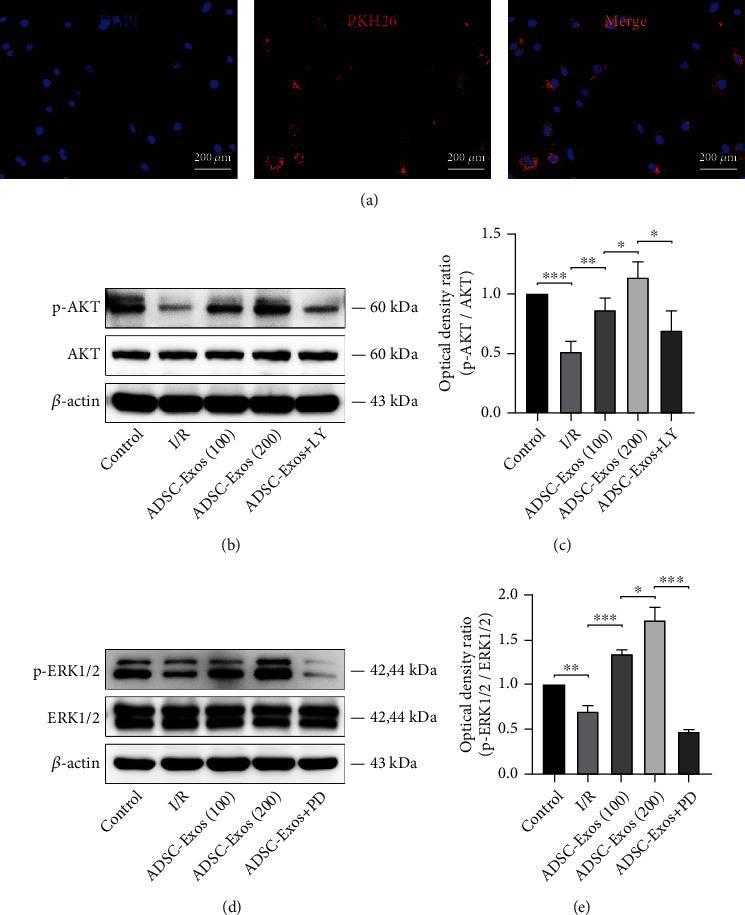 DAPI
PKH26
Merge
200 μm
200 μm
200 μm
(a)
p-AKT
60 kDa
AKT
60 kDa
β-actin
43 kDa
Control
I/R
ADSC-Exos (100)
ADSC-Exos (200)
ADSC-Exos+LY
(b)
Optical density ratio
(p-AKT / AKT)
1.5
1.0
0.5
0.0
***
**
*
*
Control
I/R
ADSC-Exos (100)
ADSC-Exos (200)
ADSC-Exos+LY
(c)
p-ERK1/2
42,44 kDa
ERK1/2
42,44 kDa
β-actin
43 kDa
Control
I/R
ADSC-Exos (100)
ADSC-Exos (200)
ADSC-Exos+PD
(d)
Optical density ratio
(p-ERK1/2 / ERK1/2)
2.0
1.5
1.0
0.5
0.0
**
***
*
***
Control
I/R
ADSC-Exos (100)
ADSC-Exos (200)
ADSC-Exos+PD
(e)